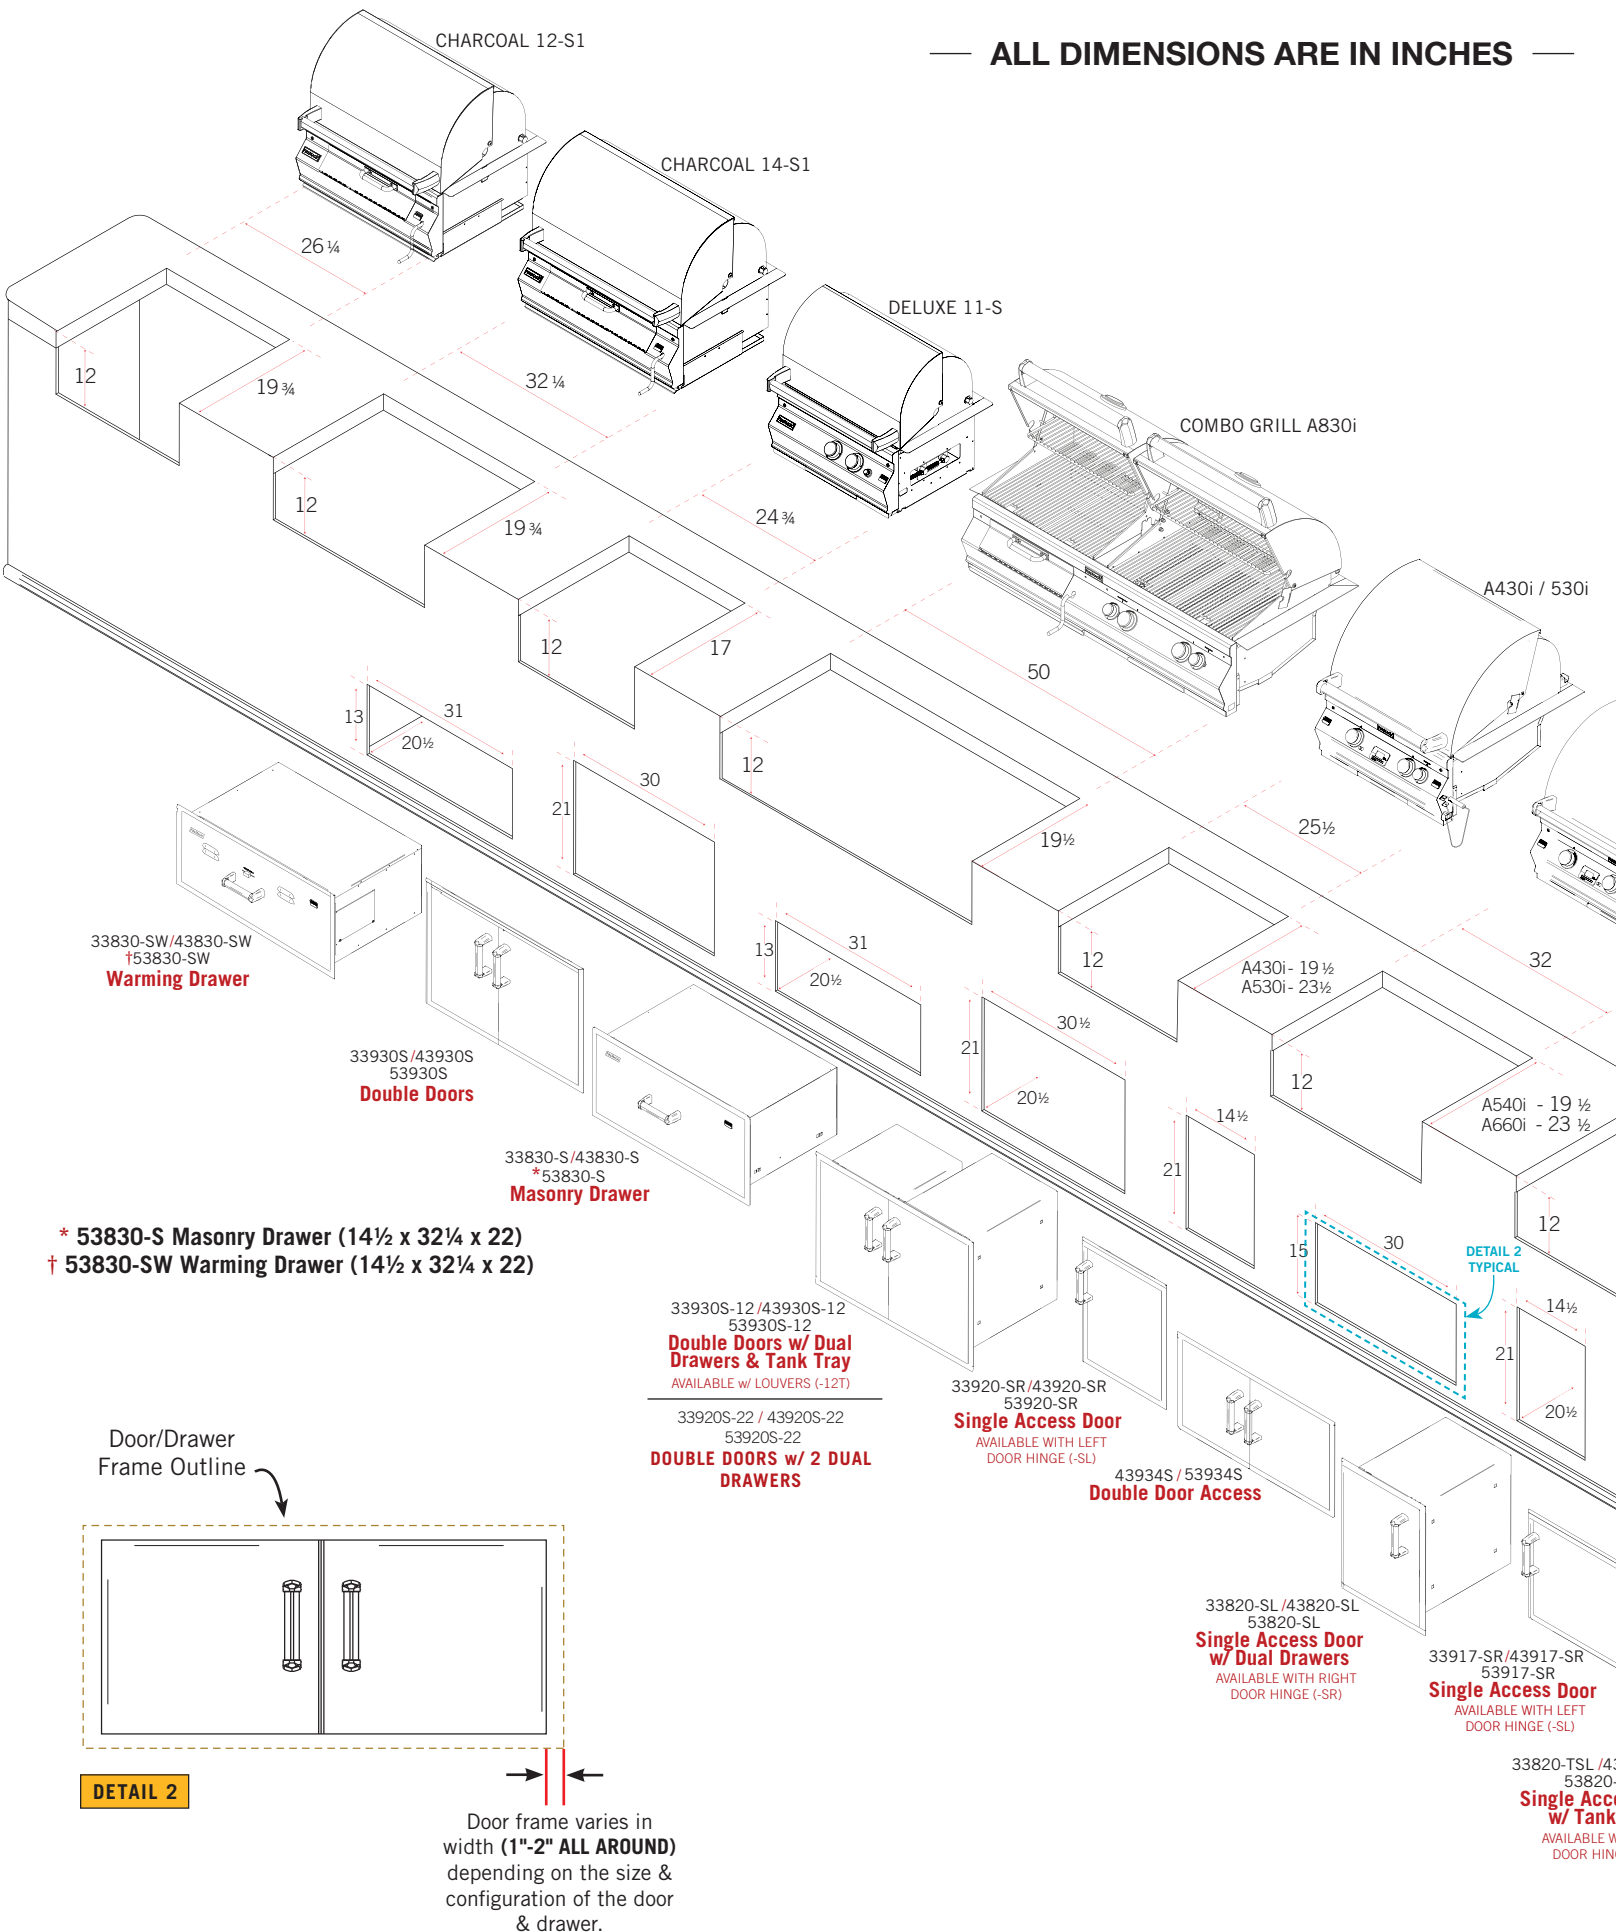 CHARCOAL 12-S1
ALL DIMENSIONS ARE IN INCHES
CHARCOAL 14-S1
26 ¼
DELUXE 11-S
12
19 ¾
32 ¼
COMBO GRILL A830i
12
19 ¾
24 ¾
A430i / 530i
12
17
50
13
31
20½
12
21
30
19½
25½
33830-SW/43830-SW
†53830-SW
Warming Drawer
13
31
20½
12
A430i - 19 ½
A530i - 23½
32
33930S/43930S
53930S
Double Doors
21
30½
20½
12
A540i - 19 ½
A660i - 23 ½
33830-S/43830-S
*53830-S
Masonry Drawer
21
14½
12
* 53830-S Masonry Drawer (14½ x 32¼ x 22)
† 53830-SW Warming Drawer (14½ x 32¼ x 22)
15
30
DETAIL 2
TYPICAL
14½
21
20½
33930S-12/43930S-12
53930S-12
Double Doors w/ Dual
Drawers & Tank Tray
AVAILABLE w/ LOUVERS (-12T)
33920S-22 / 43920S-22
53920S-22
DOUBLE DOORS w/ 2 DUAL
DRAWERS
33920-SR/43920-SR
53920-SR
Single Access Door
AVAILABLE WITH LEFT
DOOR HINGE (-SL)
43934S/53934S
Double Door Access
Door/Drawer
Frame Outline
33820-SL/43820-SL
53820-SL
Single Access Door
w/ Dual Drawers
AVAILABLE WITH RIGHT
DOOR HINGE (-SR)
33917-SR/43917-SR
53917-SR
Single Access Door
AVAILABLE WITH LEFT
DOOR HINGE (-SL)
33820-TSL /43
53820-
Single Acce
w/ Tank
AVAILABLE W
DOOR HIN
DETAIL 2
Door frame varies in
width (1"-2" ALL AROUND)
depending on the size &
configuration of the door
& drawer.